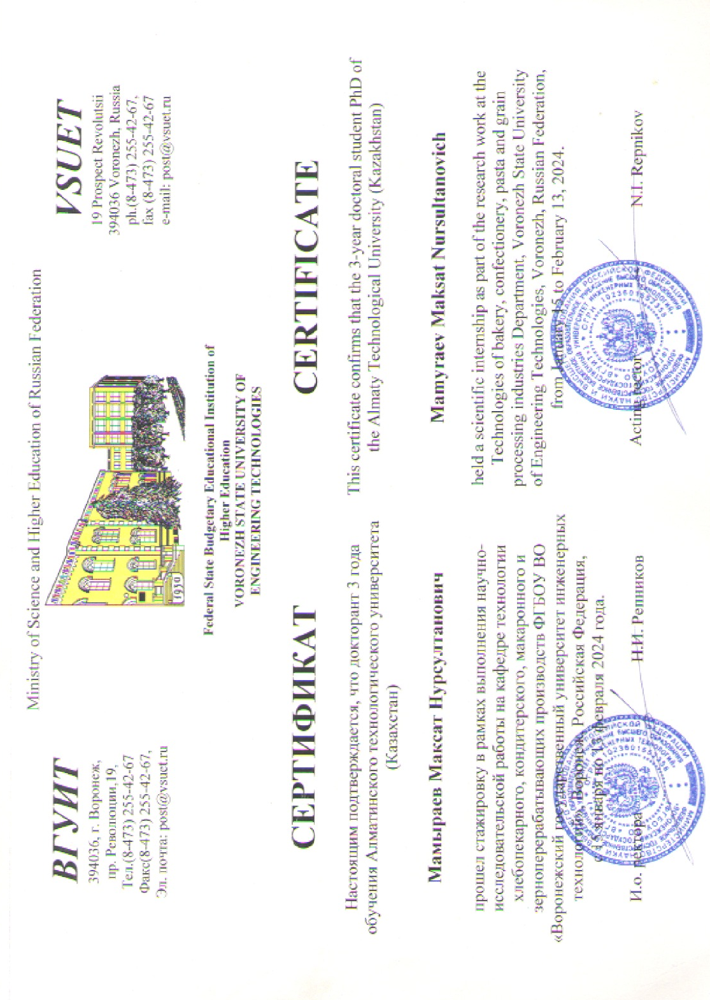 Ministry of Science and Higher Education of Russian Federation
ВГУИТ
394036, г. Воронеж,
пр. Революции,19,
Тел.(8-473) 255-42-67
Факс(8-473) 255-42-67,
Эл. почта: post@vsuet.ru
1930
VSUET
19 Prospect Revolutsii
394036 Voronezh, Russia
ph.(8-473) 255-42-67,
fax (8-473) 255-42-67
e-mail: post@vsuet.ru
Federal State Budgetary Educational Institution of
Higher Education
VORONEZH STATE UNIVERSITY OF
ENGINEERING TECHNOLOGIES
СЕРТИФИКАТ
Настоящим подтверждается, что докторант 3 года
обучения Алматинского технологического университета
(Казахстан)
Мамыраев Максат Нурсултанович
прошел стажировку в рамках выполнения научно-
исследовательской работы на кафедре технологии
хлебопекарного, кондитерского, макаронного и
зерноперерабатывающих производств ФГБОУ ВО
«Воронежский государственный университет инженерных
технологий», Воронеж, Российская Федерация,
с 15 января по 13 февраля 2024 года.
И.о. ректора Н.И. Репников
CERTIFICATE
This certificate confirms that the 3-year doctoral student PhD of
the Almaty Technological University (Kazakhstan)
Mamyraev Maksat Nursultanovich
held a scientific internship as part of the research work at the
Technologies of bakery, confectionery, pasta and grain
processing industries Department, Voronezh State University
of Engineering Technologies, Voronezh, Russian Federation,
from January 15 to February 13, 2024.
Acting rector N.I. Repnikov